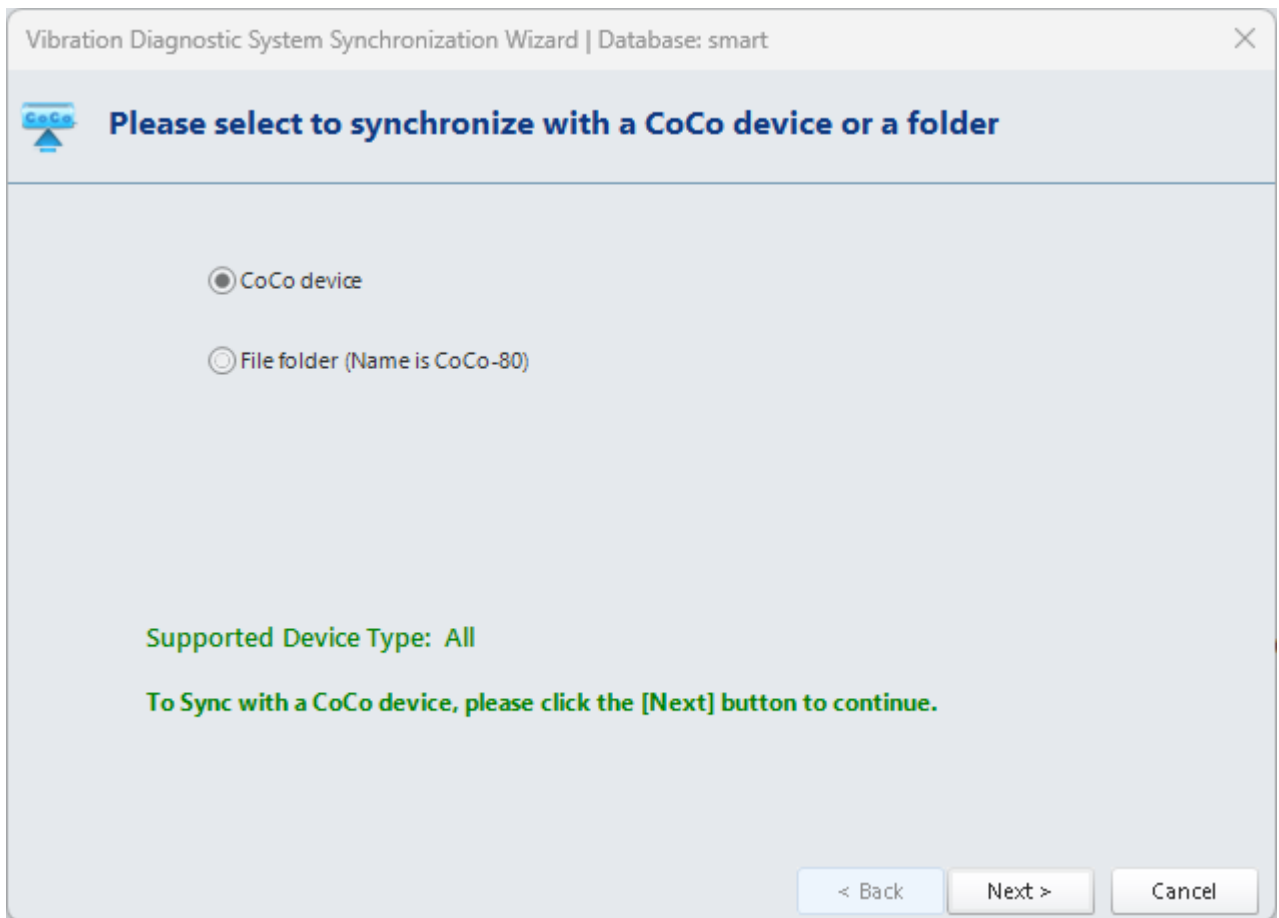 Vibration Diagnostic System Synchronization Wizard | Database: smart
CoCo
Please select to synchronize with a CoCo device or a folder
CoCo device
File folder (Name is CoCo-80)
Supported Device Type: All
To Sync with a CoCo device, please click the [Next] button to continue.
< Back Next > Cancel